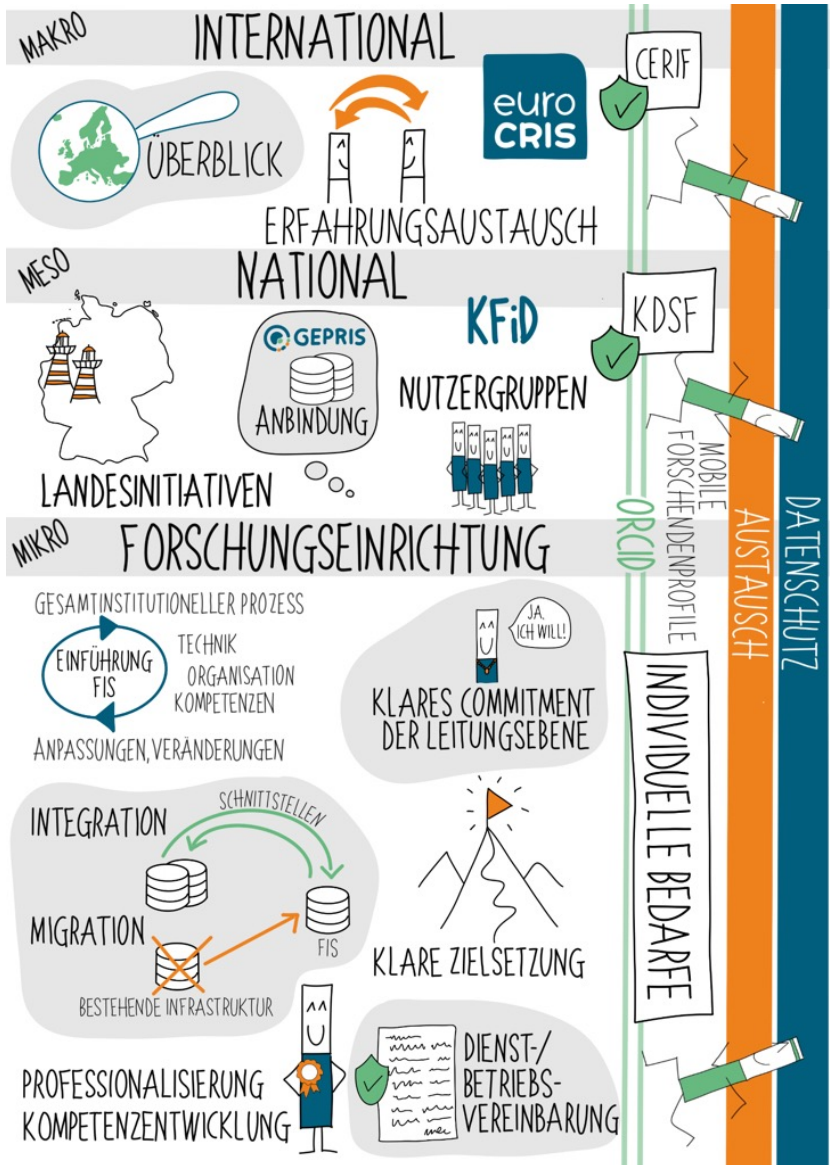 MAKRO
INTERNATIONAL
CERIF
euro
CRIS
ÜBERBLICK
ERFAHRUNGSAUSTAUSCH
MESO
NATIONAL
KDSF
GEPRIS
ANBINDUNG
KFiD
NUTZERGRUPPEN
LANDESINITIATIVEN
MIKRO
FORSCHUNGSEINRICHTUNG
GESAMTINSTITUTIONELLER PROZESS
EINFÜHRUNG
FIS
TECHNIK
ORGANISATION
KOMPETENZEN
ANPASSUNGEN, VERÄNDERUNGEN
JA,
ICH WILL!
KLARES COMMITMENT
DER LEITUNGSEBENE
INTEGRATION
SCHNITTSTELLEN
MIGRATION
FIS
BESTEHENDE INFRASTRUKTUR
KLARE ZIELSETZUNG
PROFESSIONALISIERUNG
KOMPETENZENTWICKLUNG
DIENST-/
BETRIEBS-
VEREINBARUNG
ORCID
MOBILE
FORSCHENDENPROFILE
INDIVIDUELLE BEDARFE
AUSTAUSCH
DATENSCHUTZ